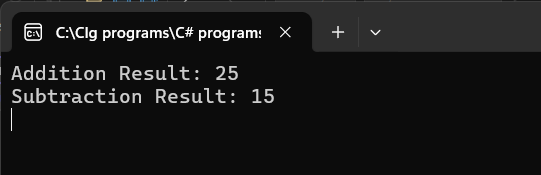 C:\Clg programs\C# programs
Addition Result: 25
Subtraction Result: 15